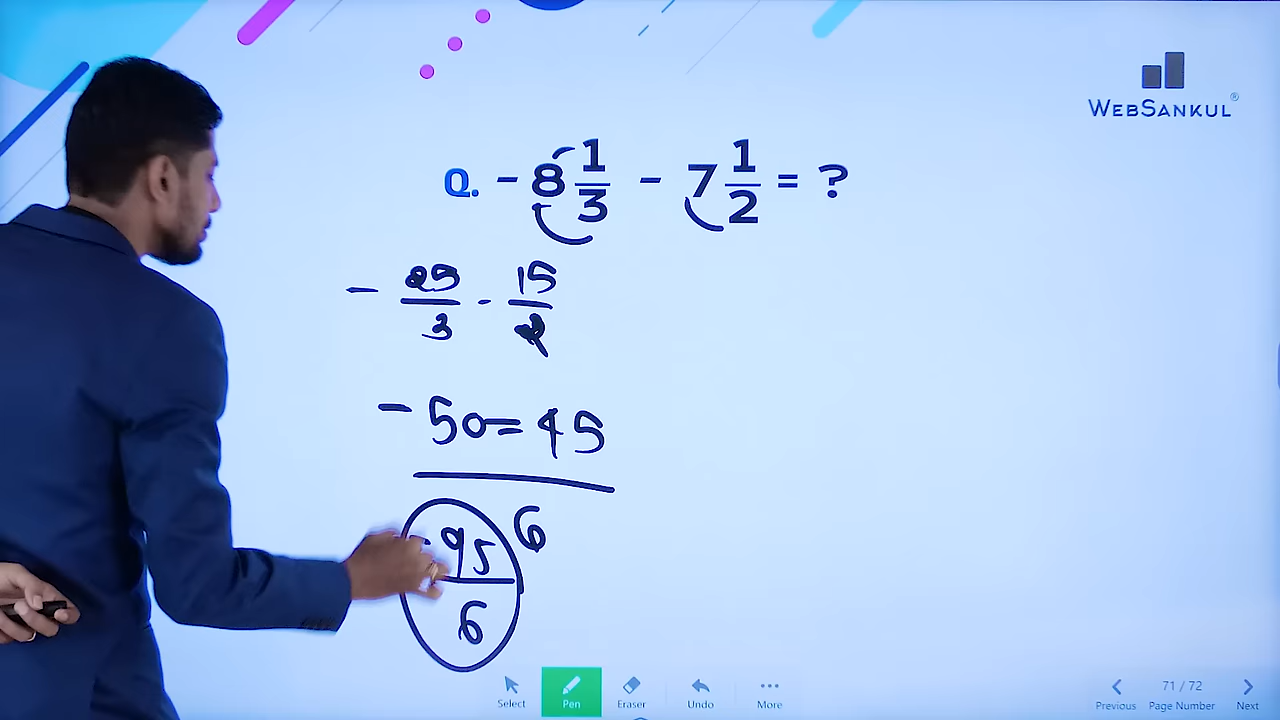 WEBSANKUL®
Q. - 8 1/3 - 7 1/2 = ?
- 25/3 - 15/2
- 50 = 45
6
- 95/6
Select Pen Eraser Undo More
Previous 71 / 72 Page Number Next